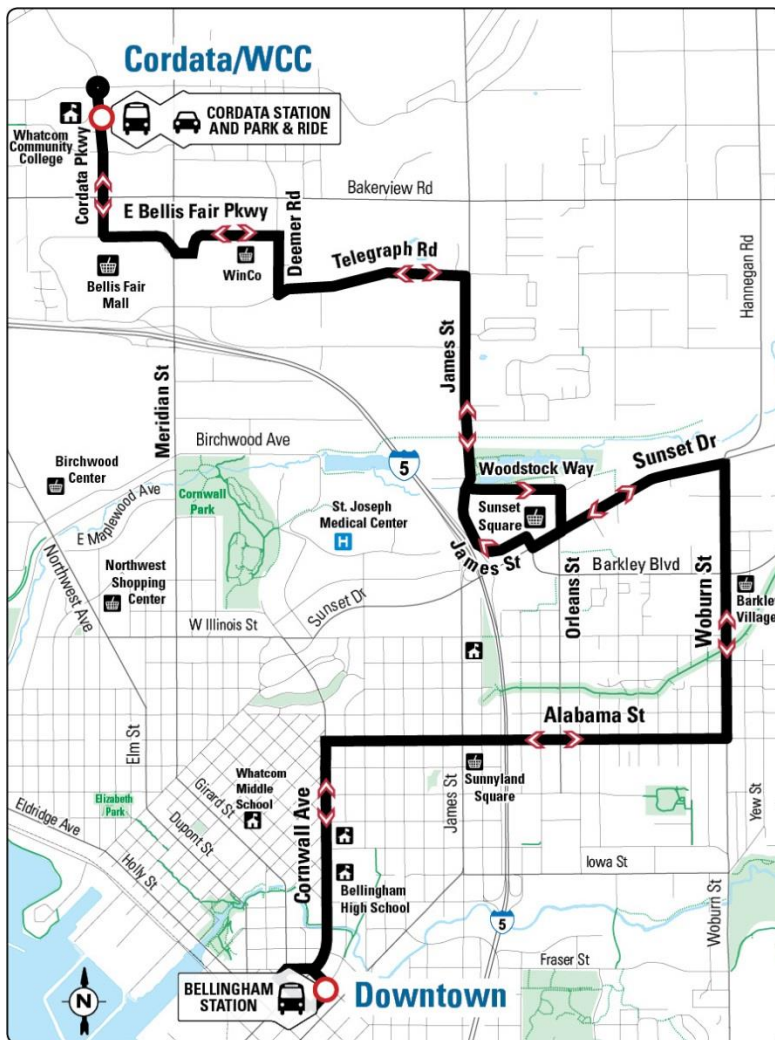 Cordata/WCC
CORDATA STATION
AND PARK & RIDE
Whatcom
Community
College
Cordata Pkwy
Bakerview Rd
E Bellis Fair Pkwy
Deemer Rd
Hannegan Rd
WinCo
Telegraph Rd
Bellis Fair
Mall
James St
Meridian St
Birchwood Ave
5
Woodstock Way
Sunset Dr
Birchwood
Center
E Maplewood Ave
Cornwall
Park
St. Joseph
Medical Center
H
Sunset
Square
James St
Orleans St
Barkley Blvd
Woburn St
Northwest Ave
Northwest
Shopping
Center
Sunset Dr
W Illinois St
Barkley
Village
Alabama St
Elm St
Girard St
Whatcom
Middle
School
Cornwall Ave
James St
Sunnyland
Square
Yew St
Elizabeth
Park
Dupont St
Eldridge Ave
Holly St
Iowa St
Bellingham
High School
Woburn St
5
Fraser St
BELLINGHAM
STATION
Downtown
N